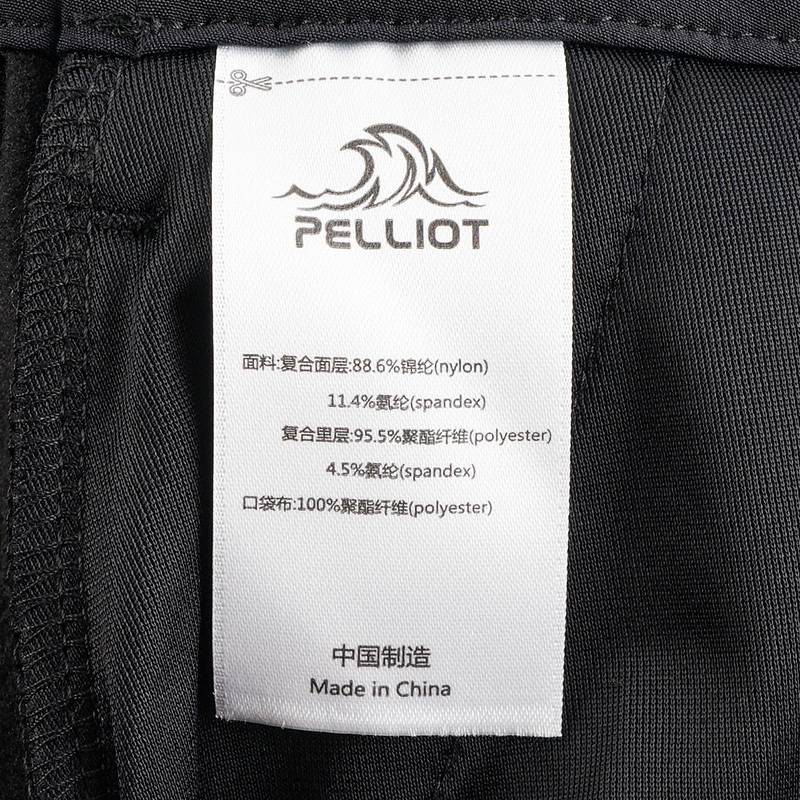 PELLIOT
面料:复合面层:88.6%锦纶(nylon)
11.4%氨纶(spandex)
复合里层:95.5%聚酯纤维(polyester)
4.5%氨纶(spandex)
口袋布:100%聚酯纤维(polyester)
中国制造
Made in China